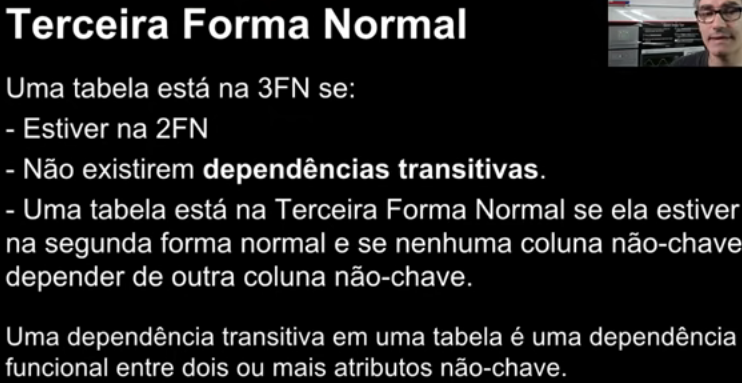 Terceira Forma Normal
Uma tabela está na 3FN se:
- Estiver na 2FN
- Não existirem dependências transitivas.
- Uma tabela está na Terceira Forma Normal se ela estiver
na segunda forma normal e se nenhuma coluna não-chave
depender de outra coluna não-chave.
Uma dependência transitiva em uma tabela é uma dependência
funcional entre dois ou mais atributos não-chave.